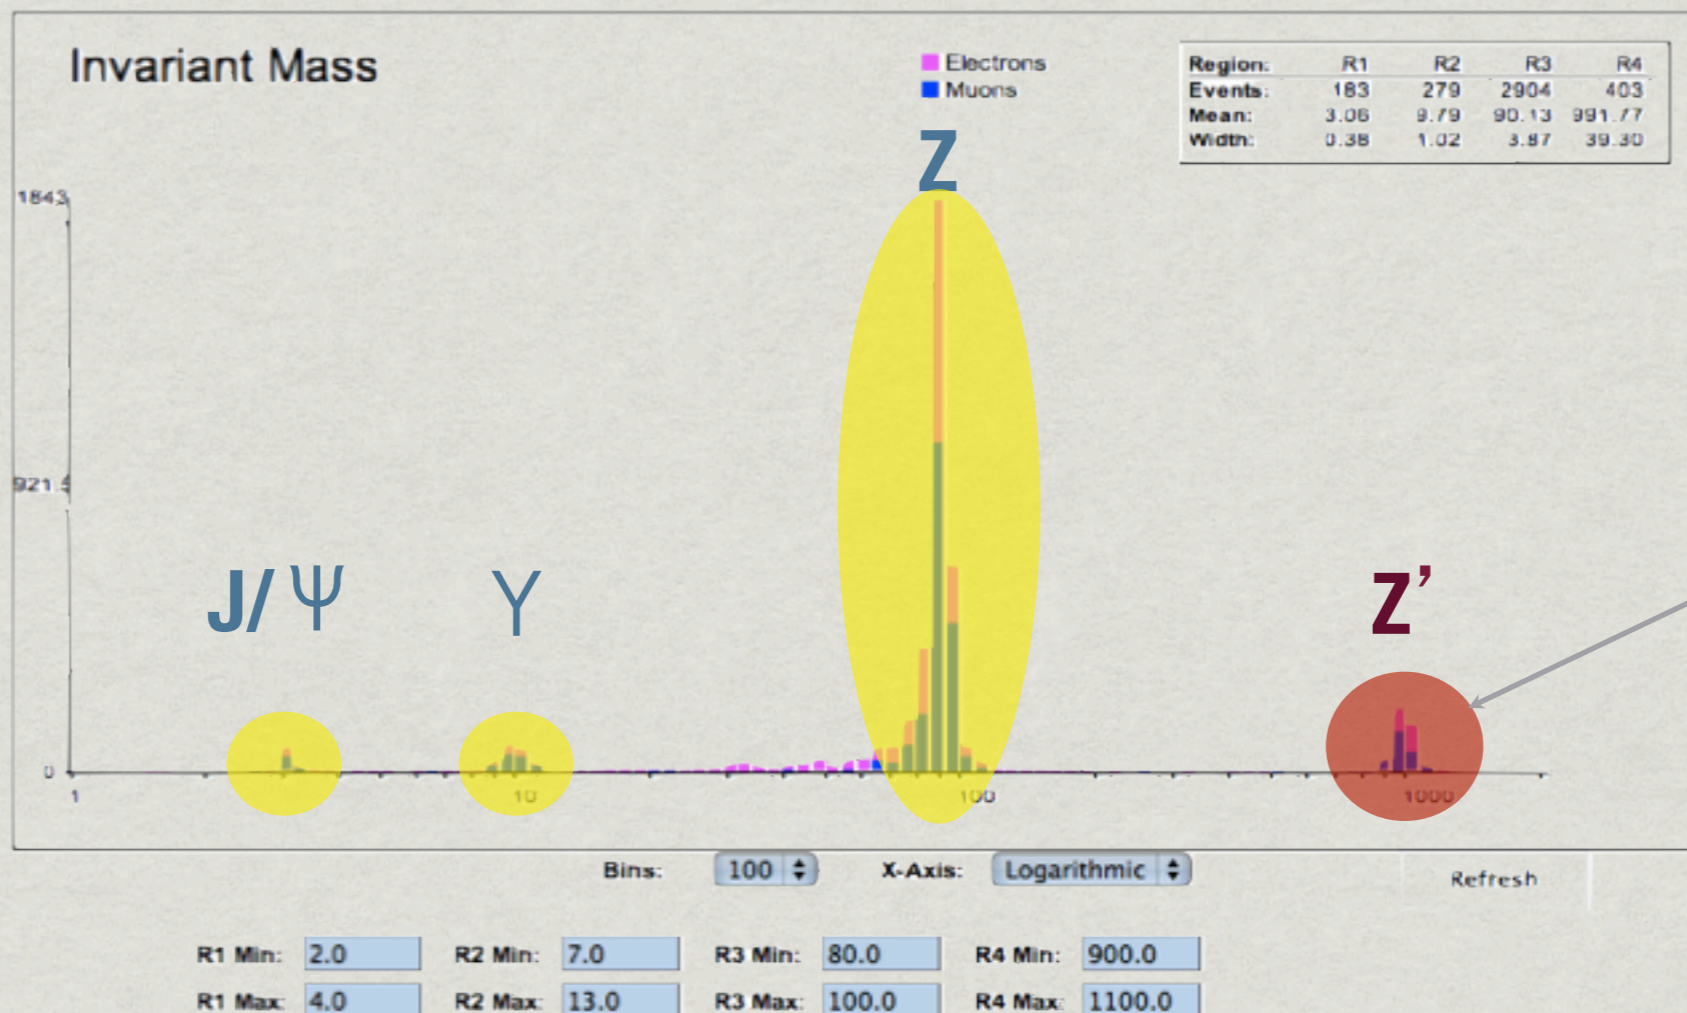 Invariant Mass
Electrons
Muons
Region: R1 R2 R3 R4
Events: 183 279 2904 403
Mean: 3.06 9.79 90.13 991.77
Width: 0.38 1.02 3.87 39.30
Z
1843
921.5
J/ψ
ϒ
Z’
0
1 10 100 1000
Bins: 100 X-Axis: Logarithmic Refresh
R1 Min: 2.0 R2 Min: 7.0 R3 Min: 80.0 R4 Min: 900.0
R1 Max: 4.0 R2 Max: 13.0 R3 Max: 100.0 R4 Max: 1100.0